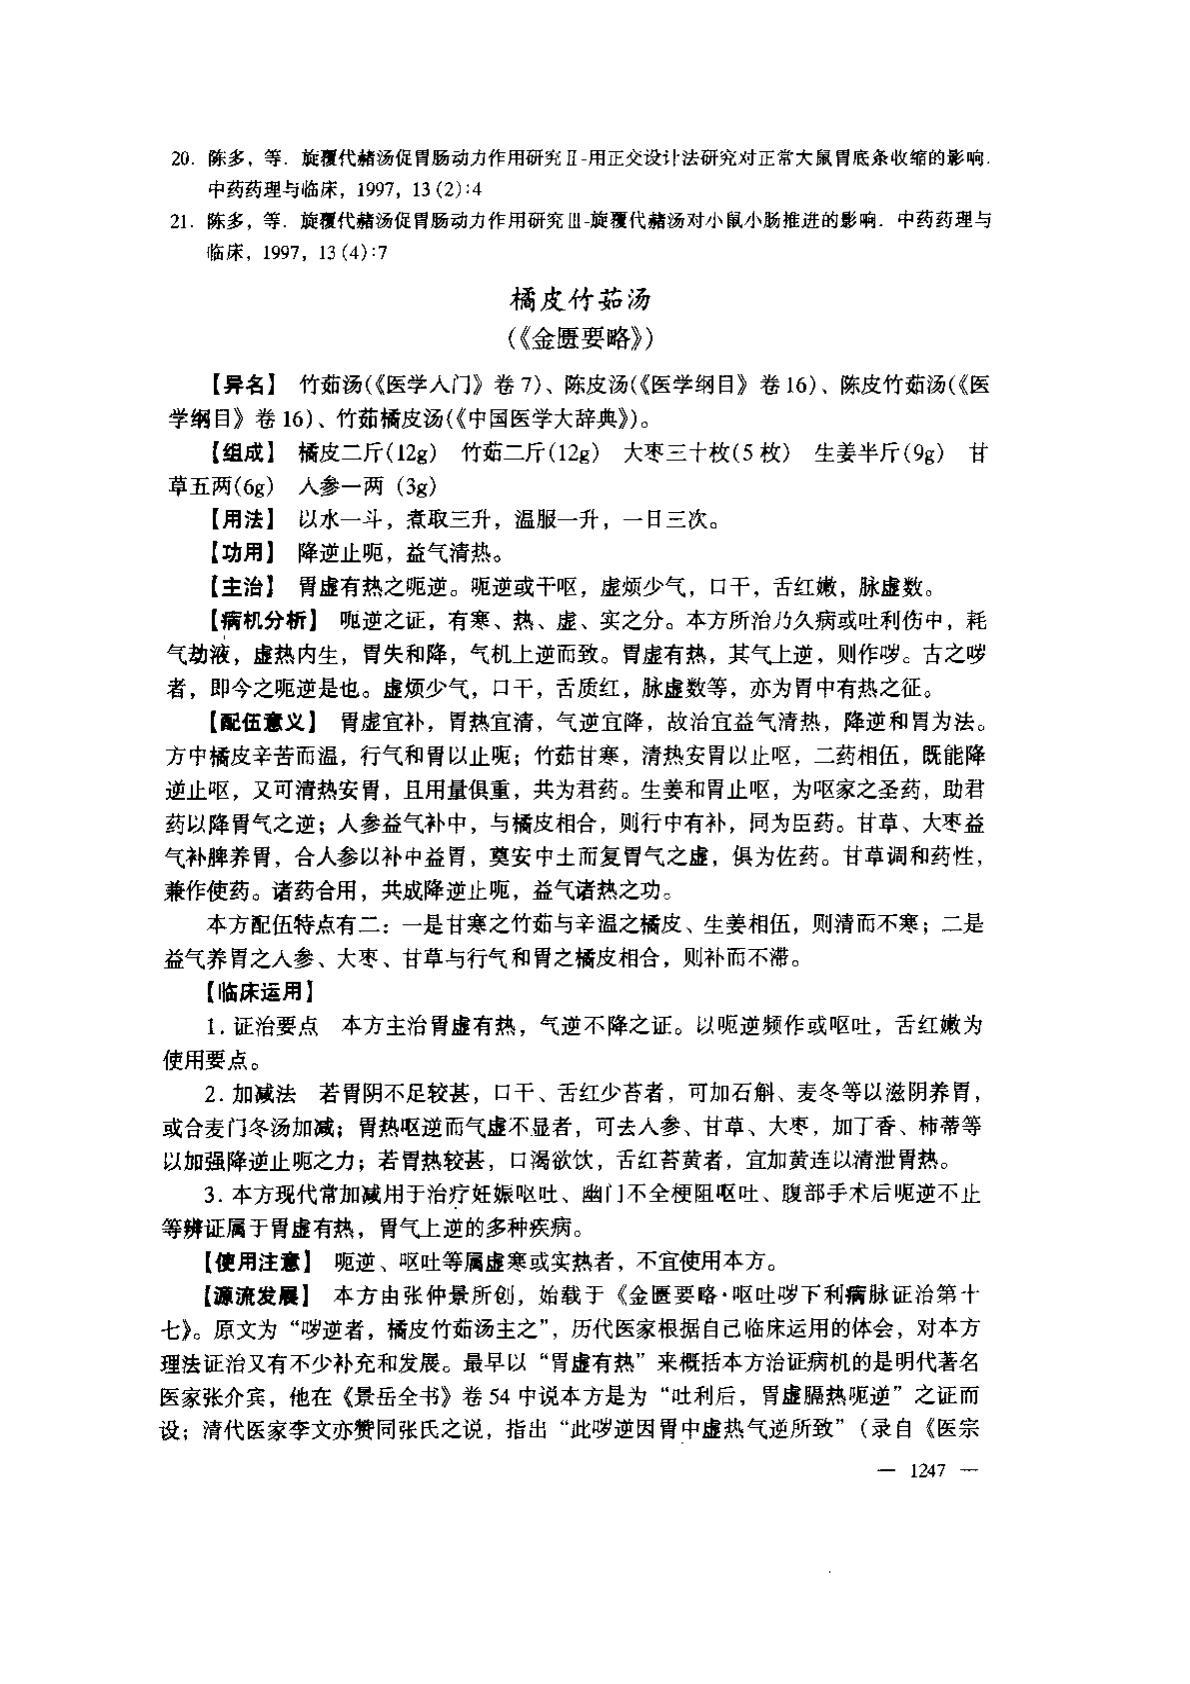 20. 陈多，等. 旋覆代赭汤促胃肠动力作用研究Ⅱ-用正交设计法研究对正常大鼠胃底条收缩的影响.
中药药理与临床，1997，13(2):4
21. 陈多，等. 旋覆代赭汤促胃肠动力作用研究Ⅲ-旋覆代赭汤对小鼠小肠推进的影响. 中药药理与
临床，1997，13(4):7
橘皮竹茹汤
(《金匮要略》)
【异名】 竹茹汤(《医学入门》卷7)、陈皮汤(《医学纲目》卷16)、陈皮竹茹汤(《医
学纲目》卷16)、竹茹橘皮汤(《中国医学大辞典》)。
【组成】 橘皮二斤(12g) 竹茹二斤(12g) 大枣三十枚(5枚) 生姜半斤(9g) 甘
草五两(6g) 人参一两 (3g)
【用法】 以水一斗，煮取三升，温服一升，一日三次。
【功用】 降逆止呃，益气清热。
【主治】 胃虚有热之呃逆。呃逆或干呕，虚烦少气，口干，舌红嫩，脉虚数。
【病机分析】 呃逆之证，有寒、热、虚、实之分。本方所治乃久病或吐利伤中，耗
气劫液，虚热内生，胃失和降，气机上逆而致。胃虚有热，其气上逆，则作哕。古之哕
者，即今之呃逆是也。虚烦少气，口干，舌质红，脉虚数等，亦为胃中有热之征。
【配伍意义】 胃虚宜补，胃热宜清，气逆宜降，故治宜益气清热，降逆和胃为法。
方中橘皮辛苦而温，行气和胃以止呃；竹茹甘寒，清热安胃以止呕，二药相伍，既能降
逆止呕，又可清热安胃，且用量俱重，共为君药。生姜和胃止呕，为呕家之圣药，助君
药以降胃气之逆；人参益气补中，与橘皮相合，则行中有补，同为臣药。甘草、大枣益
气补脾养胃，合人参以补中益胃，奠安中土而复胃气之虚，俱为佐药。甘草调和药性，
兼作使药。诸药合用，共成降逆止呃，益气诸热之功。
本方配伍特点有二：一是甘寒之竹茹与辛温之橘皮、生姜相伍，则清而不寒；二是
益气养胃之人参、大枣、甘草与行气和胃之橘皮相合，则补而不滞。
【临床运用】
1. 证治要点 本方主治胃虚有热，气逆不降之证。以呃逆频作或呕吐，舌红嫩为
使用要点。
2. 加减法 若胃阴不足较甚，口干、舌红少苔者，可加石斛、麦冬等以滋阴养胃，
或合麦门冬汤加减；胃热呕逆而气虚不显者，可去人参、甘草、大枣，加丁香、柿蒂等
以加强降逆止呃之力；若胃热较甚，口渴欲饮，舌红苔黄者，宜加黄连以清泄胃热。
3. 本方现代常加减用于治疗妊娠呕吐、幽门不全梗阻呕吐、腹部手术后呃逆不止
等辨证属于胃虚有热，胃气上逆的多种疾病。
【使用注意】 呃逆、呕吐等属虚寒或实热者，不宜使用本方。
【源流发展】 本方由张仲景所创，始载于《金匮要略·呕吐哕下利病脉证治第十
七》。原文为“哕逆者，橘皮竹茹汤主之”，历代医家根据自己临床运用的体会，对本方
理法证治又有不少补充和发展。最早以“胃虚有热”来概括本方治证病机的是明代著名
医家张介宾，他在《景岳全书》卷54中说本方是为“吐利后，胃虚膈热呃逆”之证而
设；清代医家李文亦赞同张氏之说，指出“此哕逆因胃中虚热气逆所致”（录自《医宗
— 1247 —